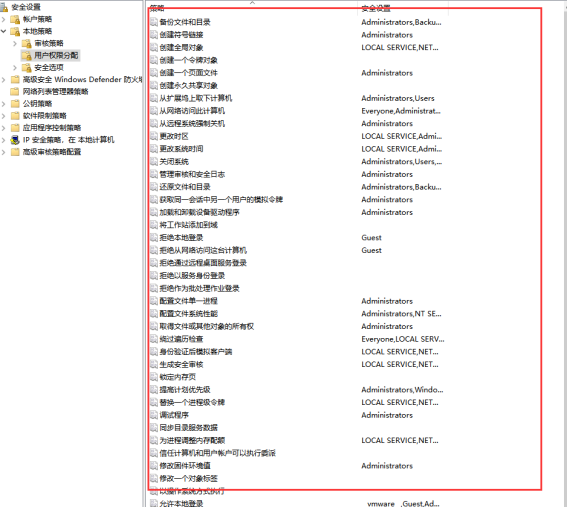 安全设置
帐户策略
本地策略
审核策略
用户权限分配
安全选项
高级安全 Windows Defender 防火墙
网络列表管理器策略
公钥策略
软件限制策略
应用程序控制策略
IP 安全策略，在 本地计算机
高级审核策略配置
策略 安全设置
备份文件和目录 Administrators,Backu...
创建符号链接 Administrators
创建全局对象 LOCAL SERVICE,NET...
创建一个令牌对象
创建一个页面文件 Administrators
创建永久共享对象
从扩展坞上取下计算机 Administrators,Users
从网络访问此计算机 Everyone,Administrat...
从远程系统强制关机 Administrators
更改时区 LOCAL SERVICE,Admi...
更改系统时间 LOCAL SERVICE,Admi...
关闭系统 Administrators,Users,...
管理审核和安全日志 Administrators
还原文件和目录 Administrators,Backu...
获取同一会话中另一个用户的模拟令牌 Administrators
加载和卸载设备驱动程序 Administrators
将工作站添加到域
拒绝本地登录 Guest
拒绝从网络访问这台计算机 Guest
拒绝通过远程桌面服务登录
拒绝以服务身份登录
拒绝作为批处理作业登录
配置文件单一进程 Administrators
配置文件系统性能 Administrators,NT SE...
取得文件或其他对象的所有权 Administrators
绕过遍历检查 Everyone,LOCAL SERV...
身份验证后模拟客户端 LOCAL SERVICE,NET...
生成安全审核 LOCAL SERVICE,NET...
锁定内存页
提高计划优先级 Administrators,Windo...
替换一个进程级令牌 LOCAL SERVICE,NET...
调试程序 Administrators
同步目录服务数据
为进程调整内存配额 LOCAL SERVICE,NET...
信任计算机和用户帐户可以执行委派
修改固件环境值 Administrators
修改一个对象标签
以操作系统方式执行
允许本地登录 __vmware__,Guest,Ad...